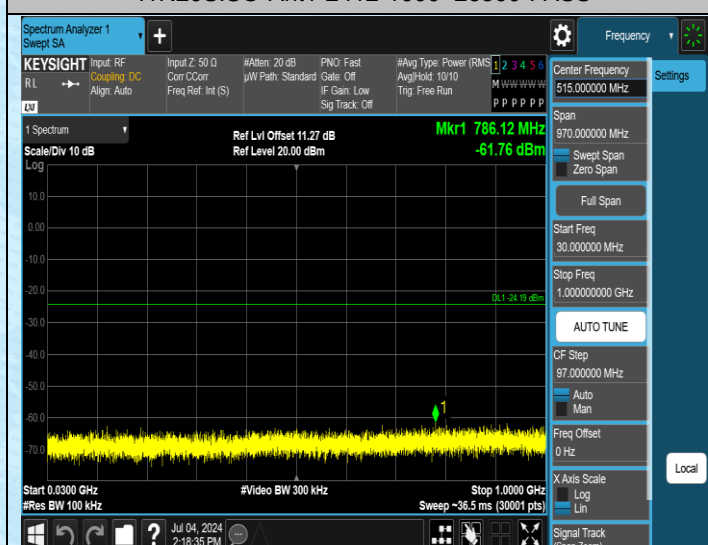 Spectrum Analyzer 1
Swept SA
Frequency
KEYSIGHT
RL
LXI
Input: RF
Coupling: DC
Align: Auto
Input Z: 50 Ω
Corr CCorr
Freq Ref: Int (S)
#Atten: 20 dB
µW Path: Standard
PNO: Fast
Gate: Off
IF Gain: Low
Sig Track: Off
#Avg Type: Power (RMS
Avg|Hold: 10/10
Trig: Free Run
1 2 3 4 5 6
M W W W W W
P P P P P P
Center Frequency
515.000000 MHz
Settings
1 Spectrum
Scale/Div 10 dB
Log
Ref Lvl Offset 11.27 dB
Ref Level 20.00 dBm
Mkr1 786.12 MHz
-61.76 dBm
Span
970.000000 MHz
Swept Span
Zero Span
Full Span
Start Freq
30.000000 MHz
Stop Freq
1.000000000 GHz
AUTO TUNE
CF Step
97.000000 MHz
Auto
Man
Freq Offset
0 Hz
X Axis Scale
Log
Lin
Local
Signal Track
10.0
0.00
-10.0
-20.0
DL1 -24.19 dBm
-30.0
-40.0
-50.0
-60.0
1
-70.0
Start 0.0300 GHz
#Res BW 100 kHz
#Video BW 300 kHz
Stop 1.0000 GHz
Sweep ~36.5 ms (30001 pts)
?
Jul 04, 2024
2:18:35 PM